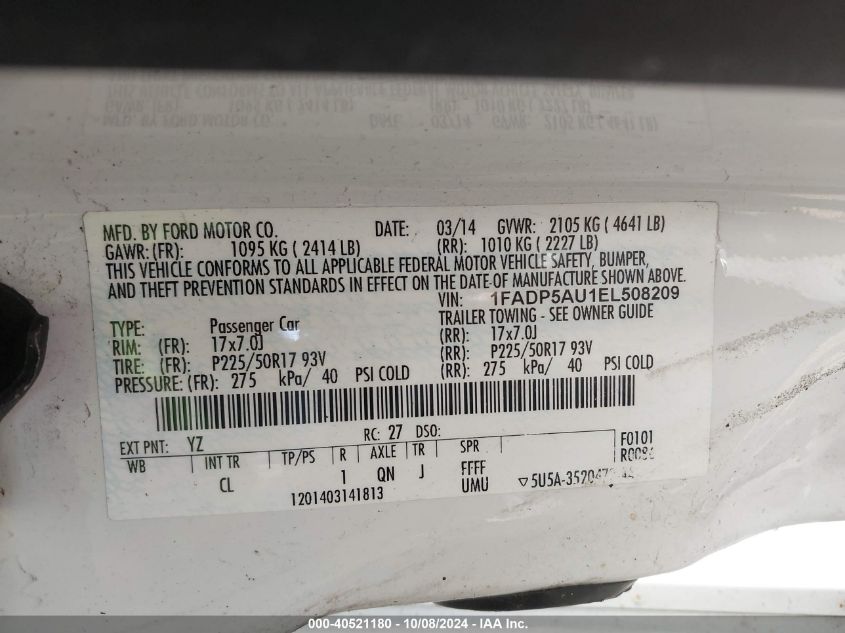 MFD. BY FORD MOTOR CO. DATE: 03/14 GVWR: 2105 KG ( 4641 LB)
GAWR: (FR): 1095 KG ( 2414 LB) (RR): 1010 KG ( 2227 LB)
THIS VEHICLE CONFORMS TO ALL APPLICABLE FEDERAL MOTOR VEHICLE SAFETY, BUMPER,
AND THEFT PREVENTION STANDARDS IN EFFECT ON THE DATE OF MANUFACTURE SHOWN ABOVE.
VIN: 1FADP5AU1EL508209
TYPE: Passenger Car TRAILER TOWING - SEE OWNER GUIDE
RIM: (FR): 17x7.0J (RR): 17x7.0J
TIRE: (FR): P225/50R17 93V (RR): P225/50R17 93V
PRESSURE: (FR): 275 kPa/ 40 PSI COLD (RR): 275 kPa/ 40 PSI COLD
EXT PNT: YZ RC: 27 DSO: F0101
WB INT TR TP/PS R AXLE TR SPR
CL 1 QN J FFFF
UMU
1201403141813
000-40521180 - 10/08/2024 - IAA Inc.